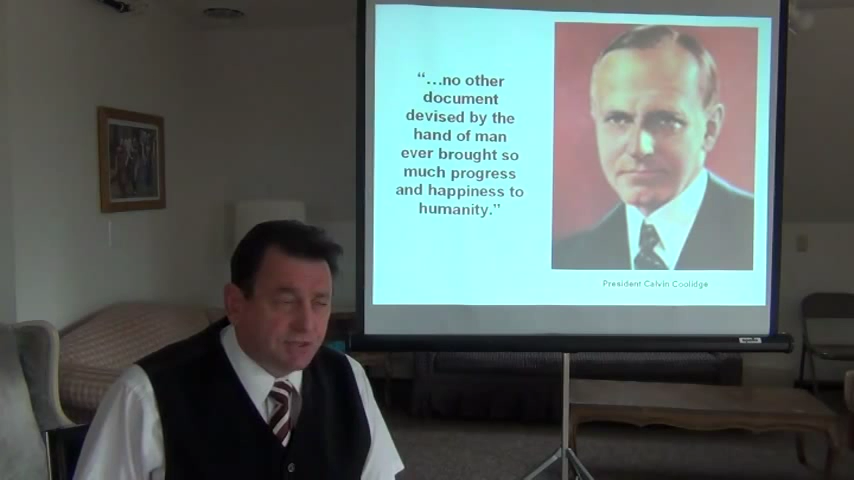 “…no other
document
devised by the
hand of man
ever brought so
much progress
and happiness to
humanity.”
President Calvin Coolidge